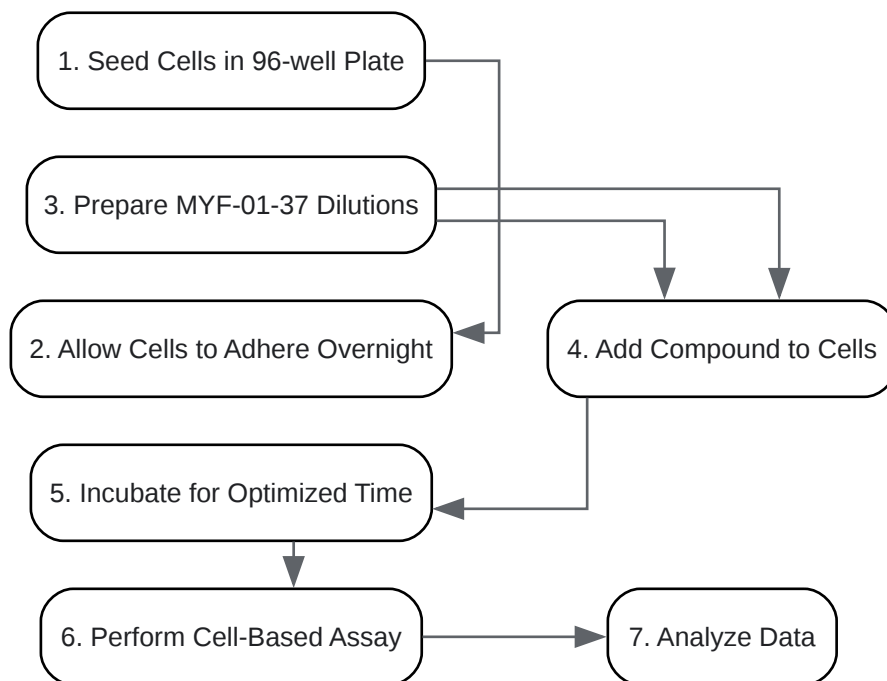 1. Seed Cells in 96-well Plate
3. Prepare MYF-01-37 Dilutions
2. Allow Cells to Adhere Overnight
4. Add Compound to Cells
5. Incubate for Optimized Time
6. Perform Cell-Based Assay
7. Analyze Data